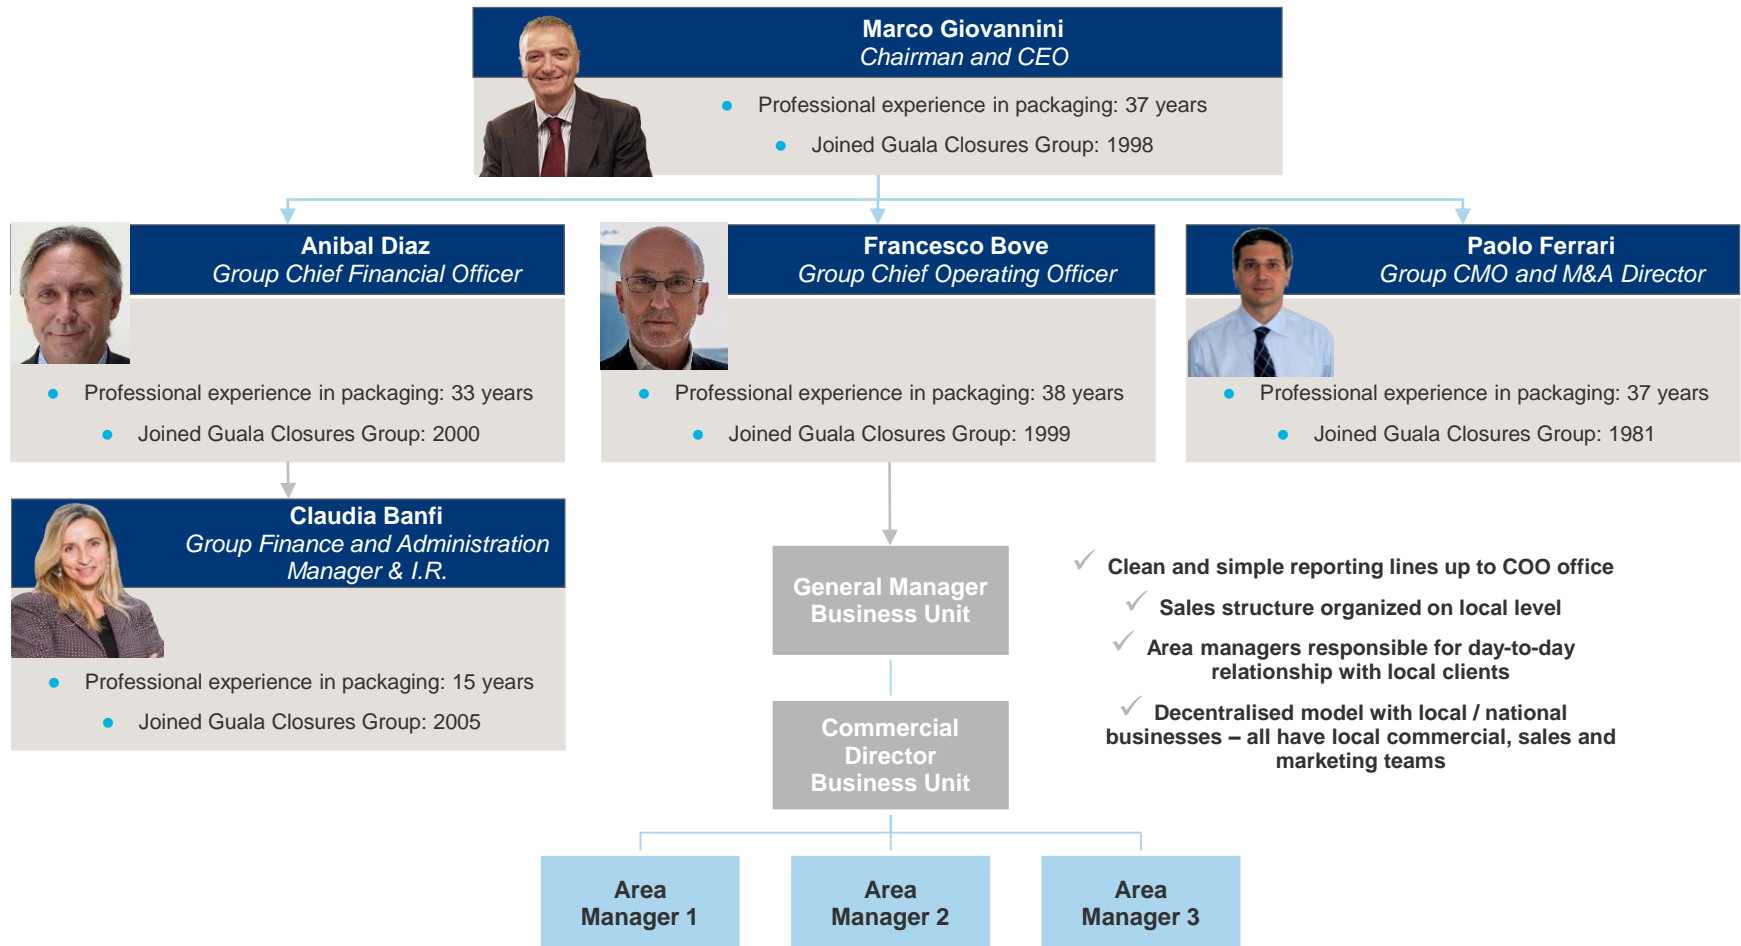 Marco Giovannini
Chairman and CEO
● Professional experience in packaging: 37 years
● Joined Guala Closures Group: 1998
Anibal Diaz
Group Chief Financial Officer
● Professional experience in packaging: 33 years
● Joined Guala Closures Group: 2000
Francesco Bove
Group Chief Operating Officer
● Professional experience in packaging: 38 years
● Joined Guala Closures Group: 1999
Paolo Ferrari
Group CMO and M&A Director
● Professional experience in packaging: 37 years
● Joined Guala Closures Group: 1981
Claudia Banfi
Group Finance and Administration
Manager & I.R.
● Professional experience in packaging: 15 years
● Joined Guala Closures Group: 2005
General Manager
Business Unit
Commercial
Director
Business Unit
✓ Clean and simple reporting lines up to COO office
✓ Sales structure organized on local level
✓ Area managers responsible for day-to-day
relationship with local clients
✓ Decentralised model with local / national
businesses – all have local commercial, sales and
marketing teams
Area
Manager 1
Area
Manager 2
Area
Manager 3